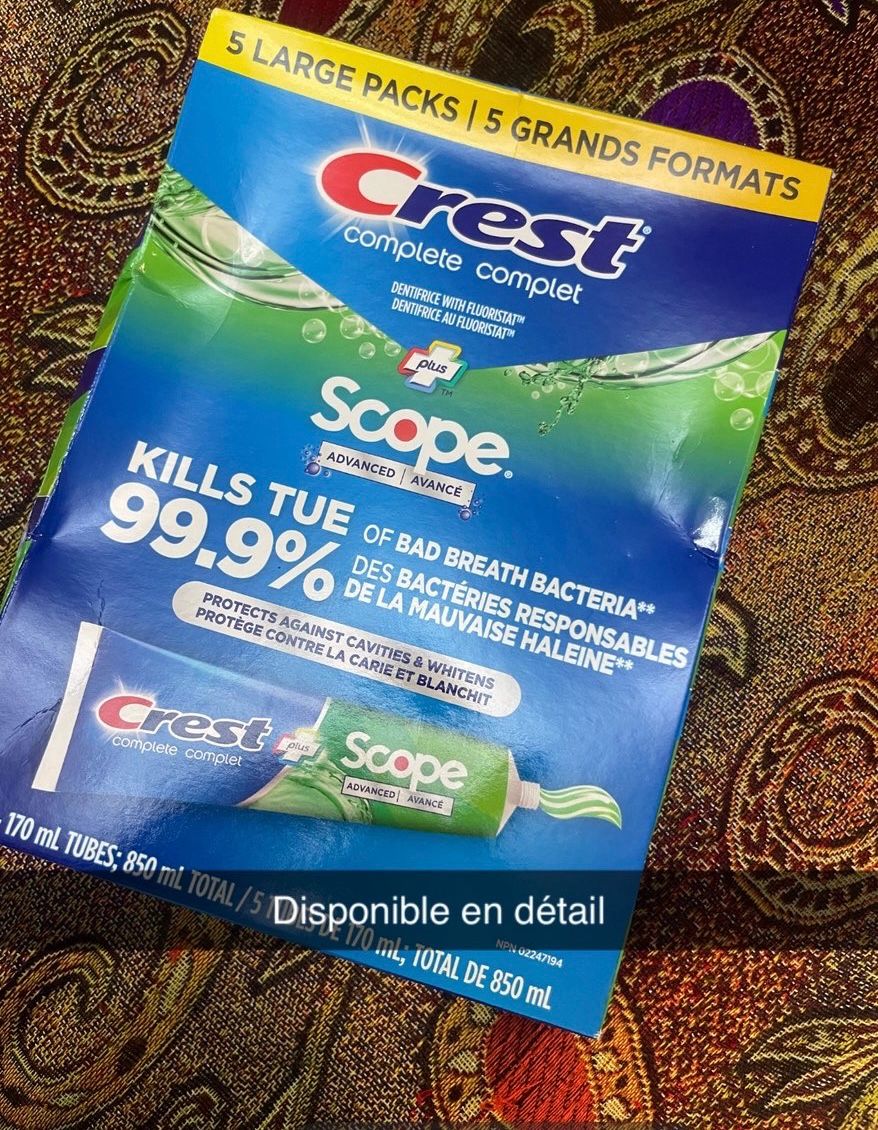 5 LARGE PACKS | 5 GRANDS FORMATS
Crest®
complete complet
DENTIFRICE WITH FLUORISTAT™
DENTIFRICE AU FLUORISTAT™
plus
™
Scope®
ADVANCED | AVANCÉ
KILLS TUE
99.9%
OF BAD BREATH BACTERIA**
DES BACTÉRIES RESPONSABLES
DE LA MAUVAISE HALEINE**
PROTECTS AGAINST CAVITIES & WHITENS
PROTÈGE CONTRE LA CARIE ET BLANCHIT
Crest
complete complet
plus
Scope
ADVANCED | AVANCÉ
170 mL TUBES; 850 mL TOTAL / 5 TUBES DE 170 mL; TOTAL DE 850 mL
Disponible en détail
NPN 02247194